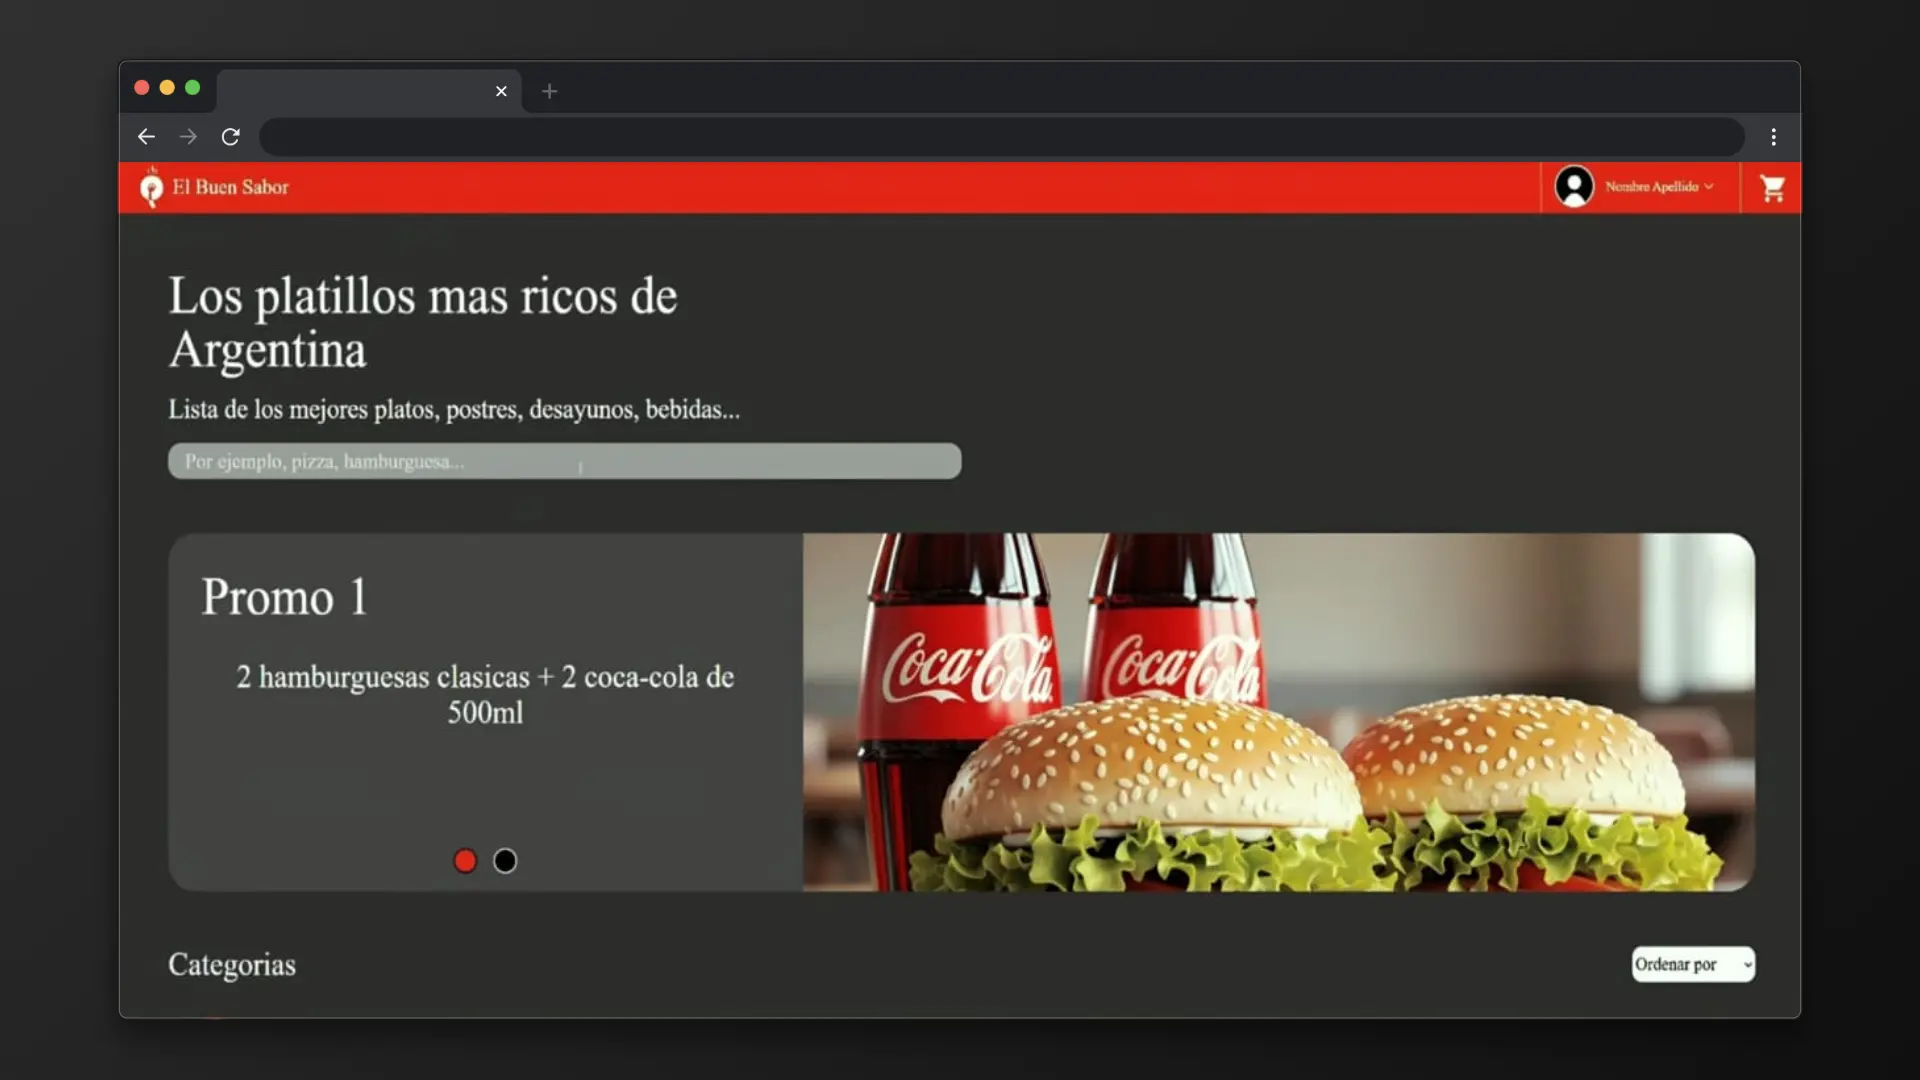 El Buen Sabor
Nombre Apellido
Los platillos mas ricos de
Argentina
Lista de los mejores platos, postres, desayunos, bebidas...
Por ejemplo, pizza, hamburguesa...
Promo 1
2 hamburguesas clasicas + 2 coca-cola de
500ml
Coca-Cola
Coca-Cola
Categorias
Ordenar por